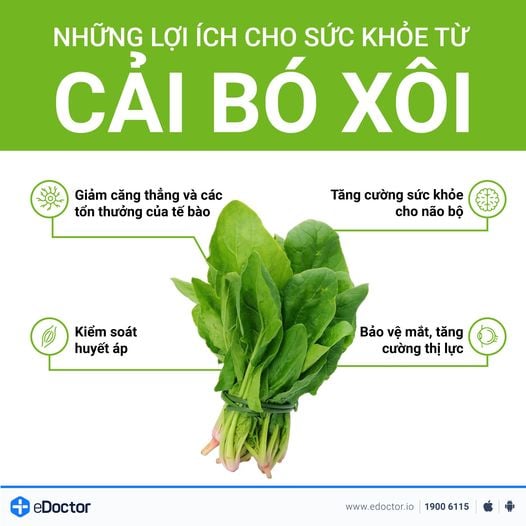 NHỮNG LỢI ÍCH CHO SỨC KHỎE TỪ
CẢI BÓ XÔI
Giảm căng thẳng và các
tổn thưởng của tế bào
Tăng cường sức khỏe
cho não bộ
Kiểm soát
huyết áp
Bảo vệ mắt, tăng
cường thị lực
eDoctor
www.edoctor.io | 1900 6115